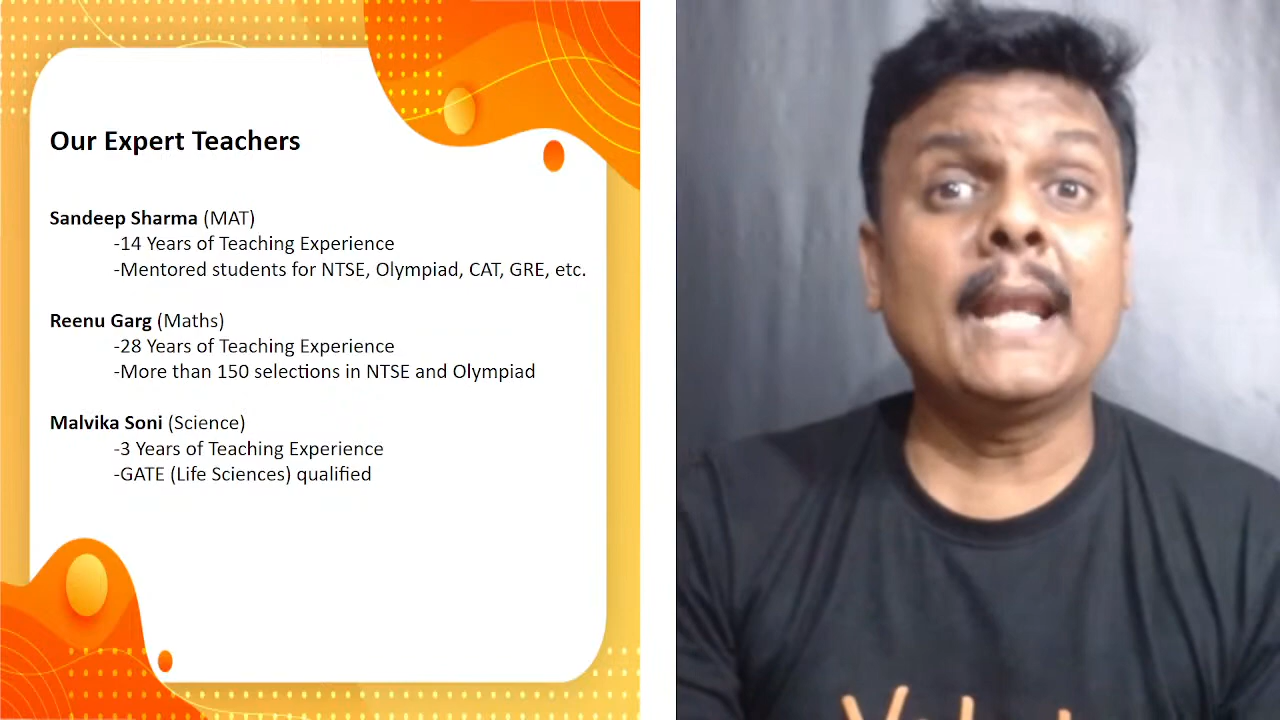 Our Expert Teachers
Sandeep Sharma (MAT)
-14 Years of Teaching Experience
-Mentored students for NTSE, Olympiad, CAT, GRE, etc.
Reenu Garg (Maths)
-28 Years of Teaching Experience
-More than 150 selections in NTSE and Olympiad
Malvika Soni (Science)
-3 Years of Teaching Experience
-GATE (Life Sciences) qualified